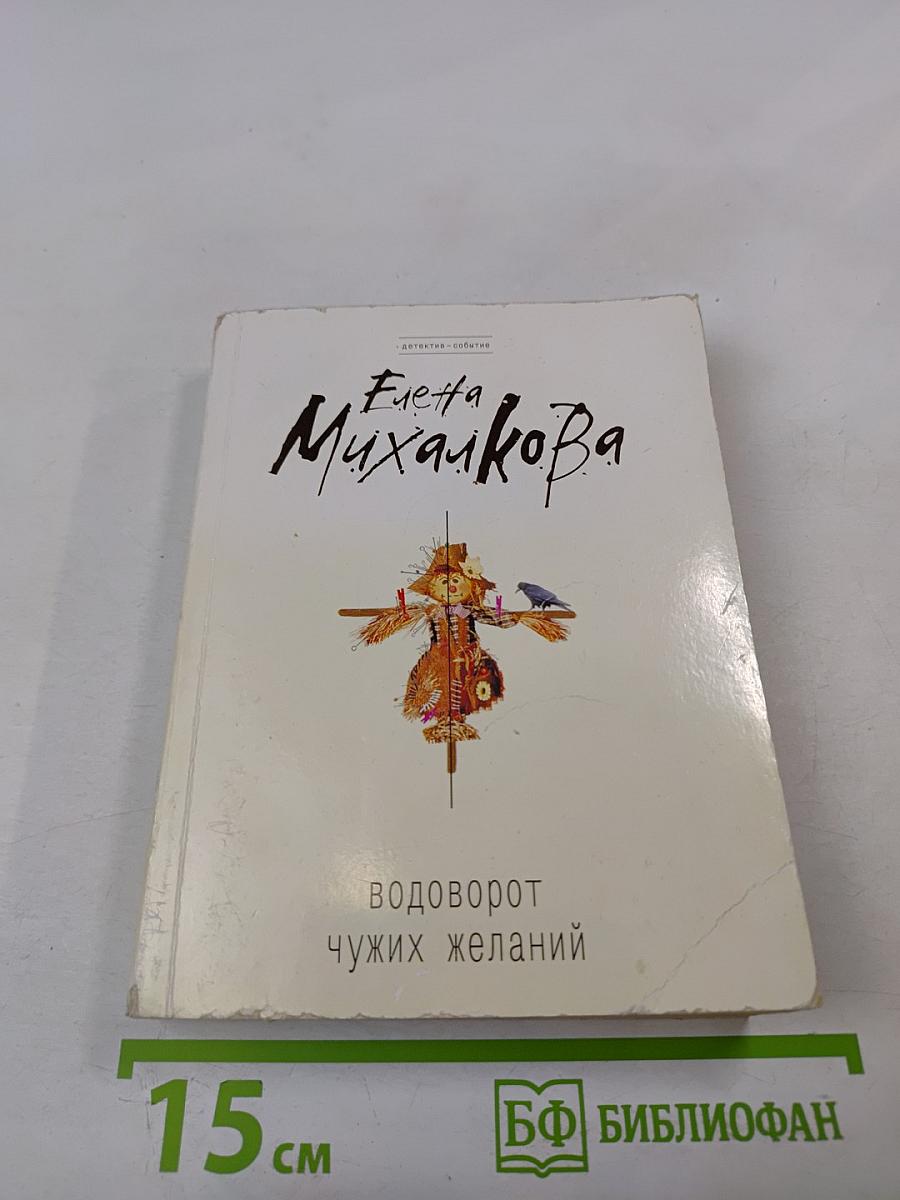 детектив-событие
Елена
Михалкова
водоворот
чужих желаний
15 см
БФ БИБЛИОФАН